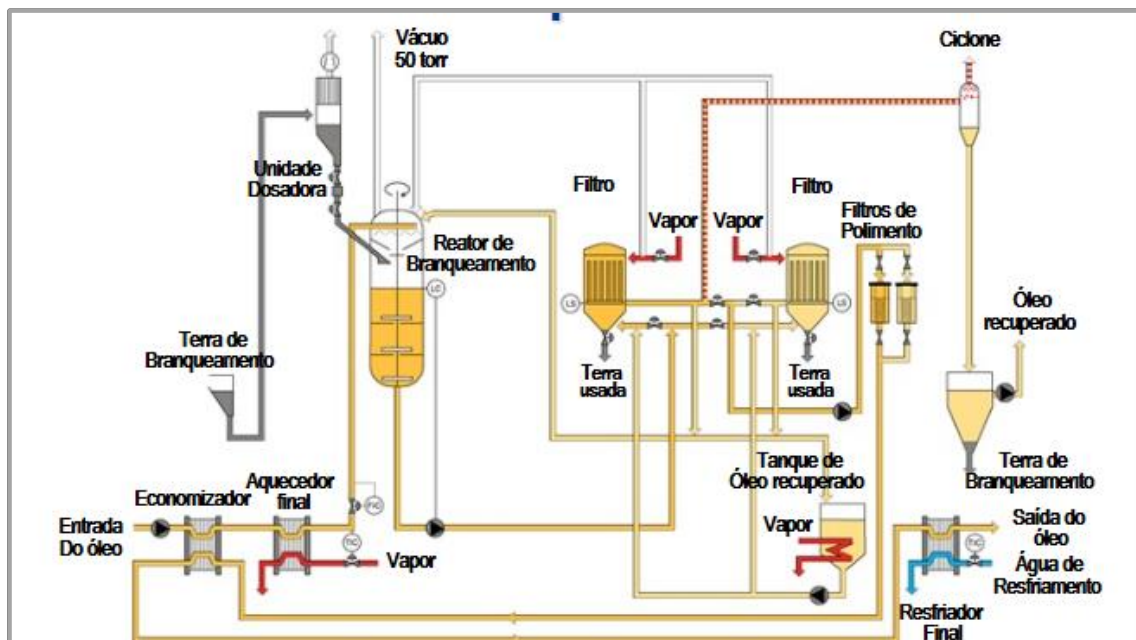 Vácuo
50 torr
Ciclone
Unidade
Dosadora
Filtro
Filtro
Vapor
Vapor
Filtros de
Polimento
Reator de
Branqueamento
LC
LS
LS
Óleo
recuperado
Terra de
Branqueamento
Terra
usada
Terra
usada
Tanque de
Óleo recuperado
Terra de
Branqueamento
Economizador
Aquecedor
final
FIC
Vapor
Entrada
Do óleo
TIC
Vapor
Saída do
óleo
TIC
Água de
Resfriamento
Resfriador
Final